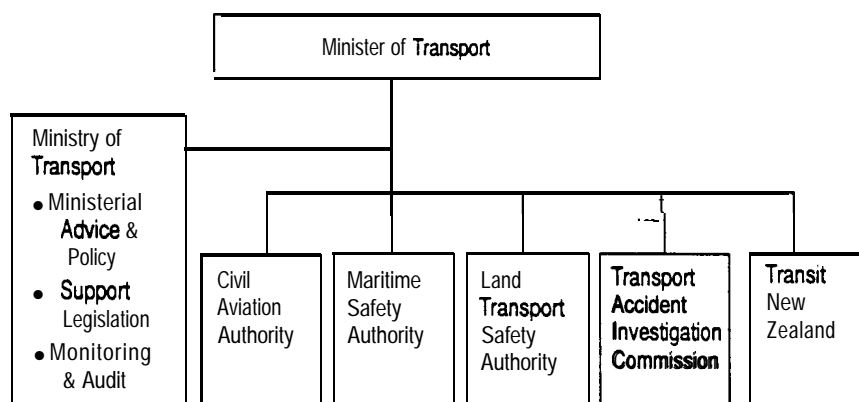 Minister of Transport
Ministry of
Transport
● Ministerial
Advice &
Policy
● Support
Legislation
● Monitoring
& Audit
Civil
Aviation
Authority
Maritime
Safety
Authority
Land
Transport
Safety
Authority
Transport
Accident
Investigation
Commission
Transit
New
Zealand